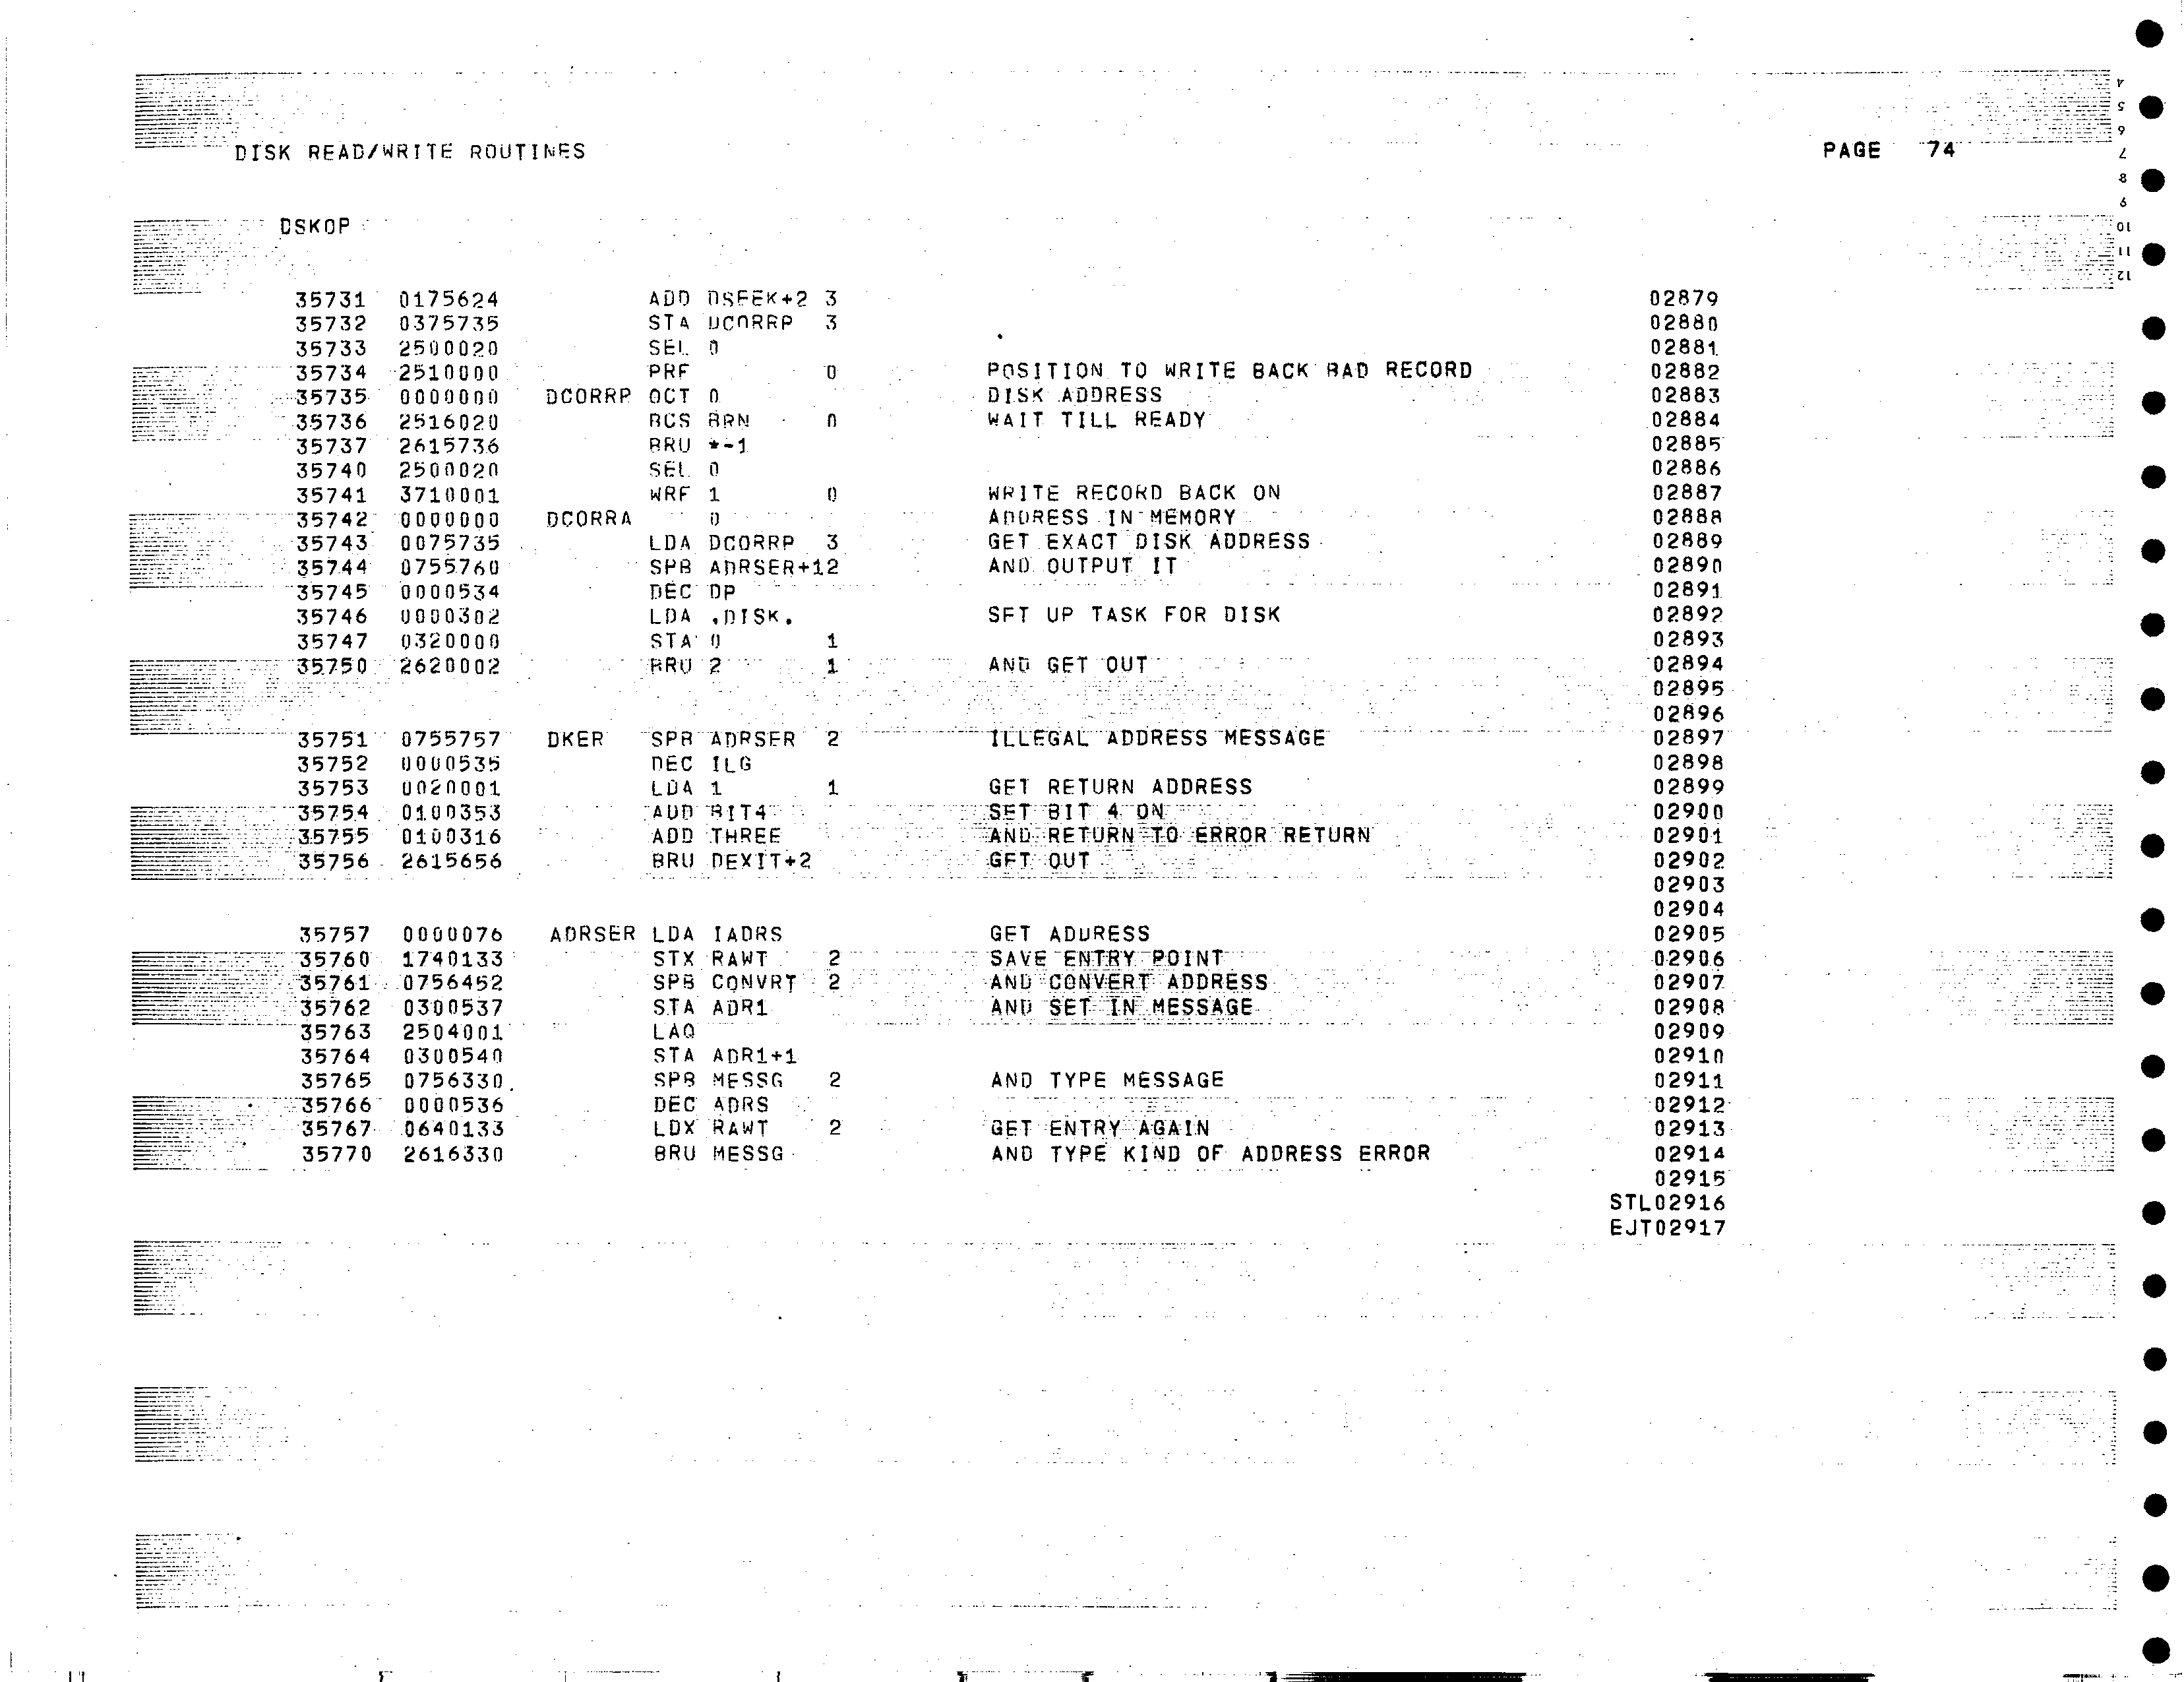 DISK READ/WRITE ROUTINES PAGE 74
DSKOP
35731 0175624 ADD DSEEK+2 3 02879
35732 0375735 STA DCORRP 3 02880
35733 2500020 SEL 0 02881
35734 2510000 PRF 0 POSITION TO WRITE BACK BAD RECORD 02882
35735 0000000 DCORRP OCT 0 DISK ADDRESS 02883
35736 2516020 BCS BRN 0 WAIT TILL READY 02884
35737 2615736 BRU *-1 02885
35740 2500020 SEL 0 02886
35741 3710001 WRF 1 0 WRITE RECORD BACK ON 02887
35742 0000000 DCORRA 0 ADDRESS IN MEMORY 02888
35743 0075735 LDA DCORRP 3 GET EXACT DISK ADDRESS 02889
35744 0755760 SPB ADRSER+12 AND OUTPUT IT 02890
35745 0000534 DEC DP 02891
35746 0000302 LDA .DISK. SET UP TASK FOR DISK 02892
35747 0320000 STA 0 1 02893
35750 2620002 BRU 2 1 AND GET OUT 02894
02895
02896
35751 0755757 DKER SPB ADRSER 2 ILLEGAL ADDRESS MESSAGE 02897
35752 0000535 DEC ILG 02898
35753 0020001 LDA 1 1 GET RETURN ADDRESS 02899
35754 0100353 ADD BIT4 SET BIT 4 ON 02900
35755 0100316 ADD THREE AND RETURN TO ERROR RETURN 02901
35756 2615656 BRU DEXIT+2 GET OUT 02902
02903
02904
35757 0000076 ADRSER LDA IADRS GET ADDRESS 02905
35760 1740133 STX RAWT 2 SAVE ENTRY POINT 02906
35761 0756452 SPB CONVRT 2 AND CONVERT ADDRESS 02907
35762 0300537 STA ADR1 AND SET IN MESSAGE 02908
35763 2504001 LAQ 02909
35764 0300540 STA ADR1+1 02910
35765 0756330 SPB MESSG 2 AND TYPE MESSAGE 02911
35766 0000536 DEC ADRS 02912
35767 0640133 LDX RAWT 2 GET ENTRY AGAIN 02913
35770 2616330 BRU MESSG AND TYPE KIND OF ADDRESS ERROR 02914
02915
STL02916
EJT02917
4
5
6
7
8
9
10
11
12